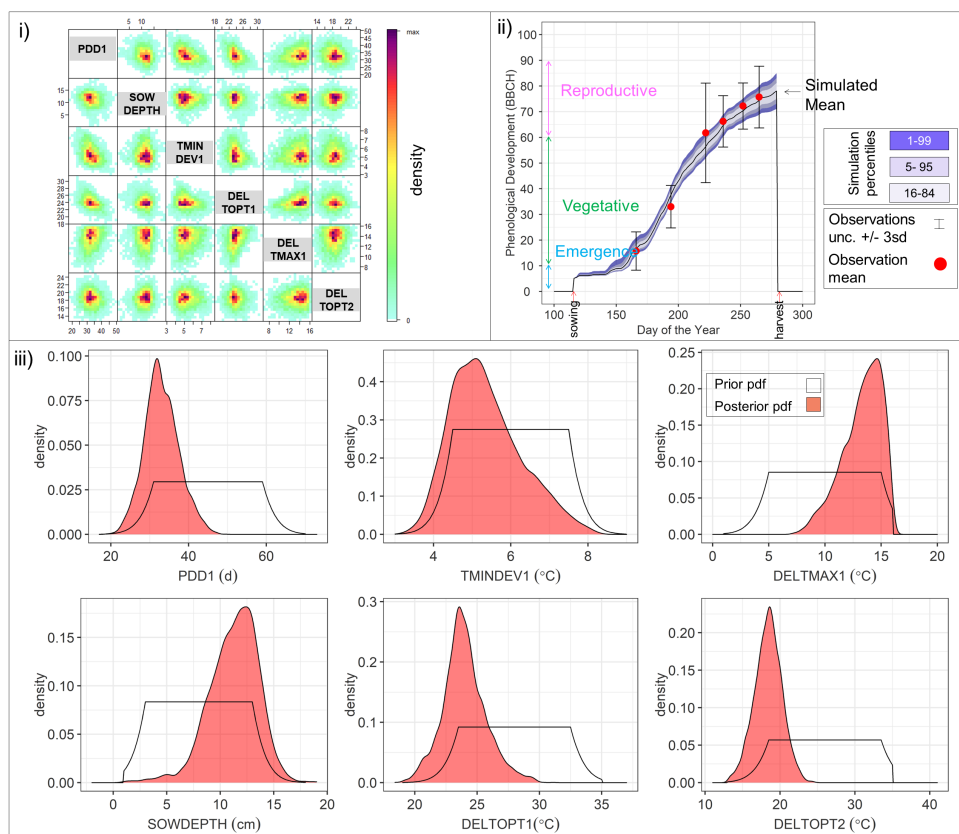 i)
5 10
18 22 26 30
14 18 22
PDD1
50
45
40
35
30
25
20
max
15
10
5
SOW
DEPTH
TMIN
DEV1
8
7
6
5
4
3
density
30
28
26
24
22
20
18
DEL
TOPT1
DEL
TMAX1
16
14
12
10
8
24
22
20
18
16
14
DEL
TOPT2
0
20 30 40 50
3 5 7
8 10 12 14 16
ii)
Phenological Development (BBCH)
100
90
80
70
60
50
40
30
20
10
0
Reproductive
Vegetative
Emergence
Simulated
Mean
100 150 200 250 300
Day of the Year
sowing
harvest
Simulation
percentiles
1-99
5- 95
16-84
Observations
unc. +/- 3sd
Observation
mean
iii)
density
0.100
0.075
0.050
0.025
0.000
20 40 60
PDD1 (d)
density
0.4
0.3
0.2
0.1
0.0
4 6 8
TMINDEV1 (°C)
density
0.25
0.20
0.15
0.10
0.05
0.00
Prior pdf
Posterior pdf
0 5 10 15 20
DELTMAX1 (°C)
density
0.15
0.10
0.05
0.00
0 5 10 15 20
SOWDEPTH (cm)
density
0.3
0.2
0.1
0.0
20 25 30 35
DELTOPT1(°C)
density
0.20
0.15
0.10
0.05
0.00
10 20 30 40
DELTOPT2 (°C)